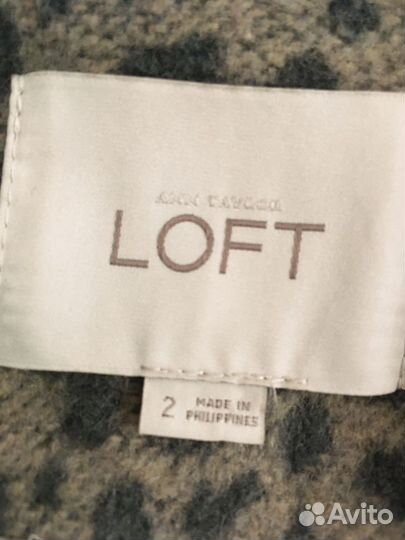 ANN TAYLOR
LOFT
2 MADE IN
PHILIPPINES
Avito